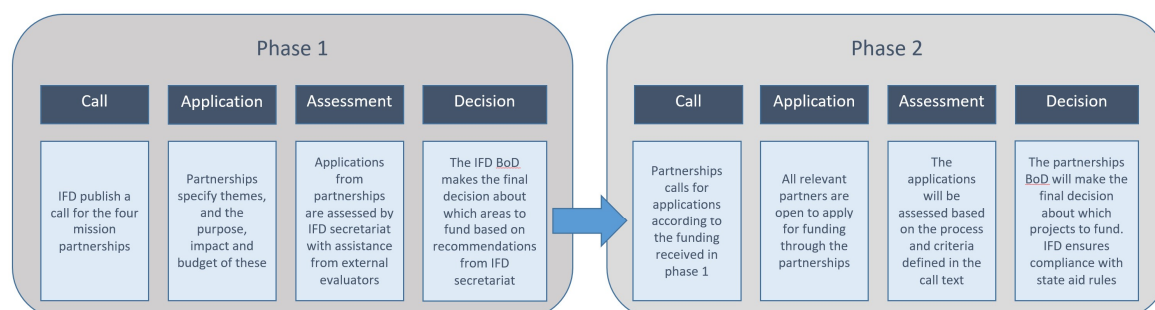 Phase 1
Call
Application
Assessment
Decision
IFD publish a
call for the four
mission
partnerships
Partnerships
specify themes,
and the
purpose,
impact and
budget of these
Applications
from
partnerships
are assessed by
IFD secretariat
with assistance
from external
evaluators
The IFD BoD
makes the final
decision about
which areas to
fund based on
recommendations
from IFD
secretariat
Phase 2
Call
Application
Assessment
Decision
Partnerships
calls for
applications
according to
the funding
received in
phase 1
All relevant
partners are
open to apply
for funding
through the
partnerships
The
applications
will be
assessed based
on the process
and criteria
defined in the
call text
The partnerships
BoD will make the
final decision
about which
projects to fund.
IFD ensures
compliance with
state aid rules